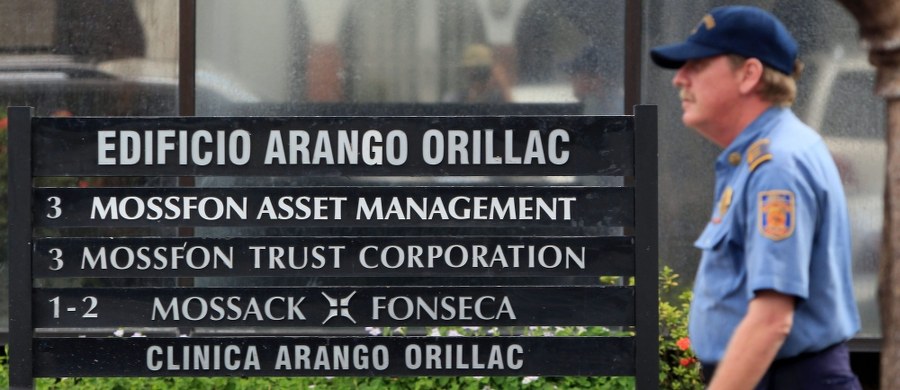 EDIFICIO ARANGO ORILLAC
3 MOSSFON ASSET MANAGEMENT
3 MOSSFON TRUST CORPORATION
1-2 MOSSACK FONSECA
CLINICA ARANGO ORILLAC